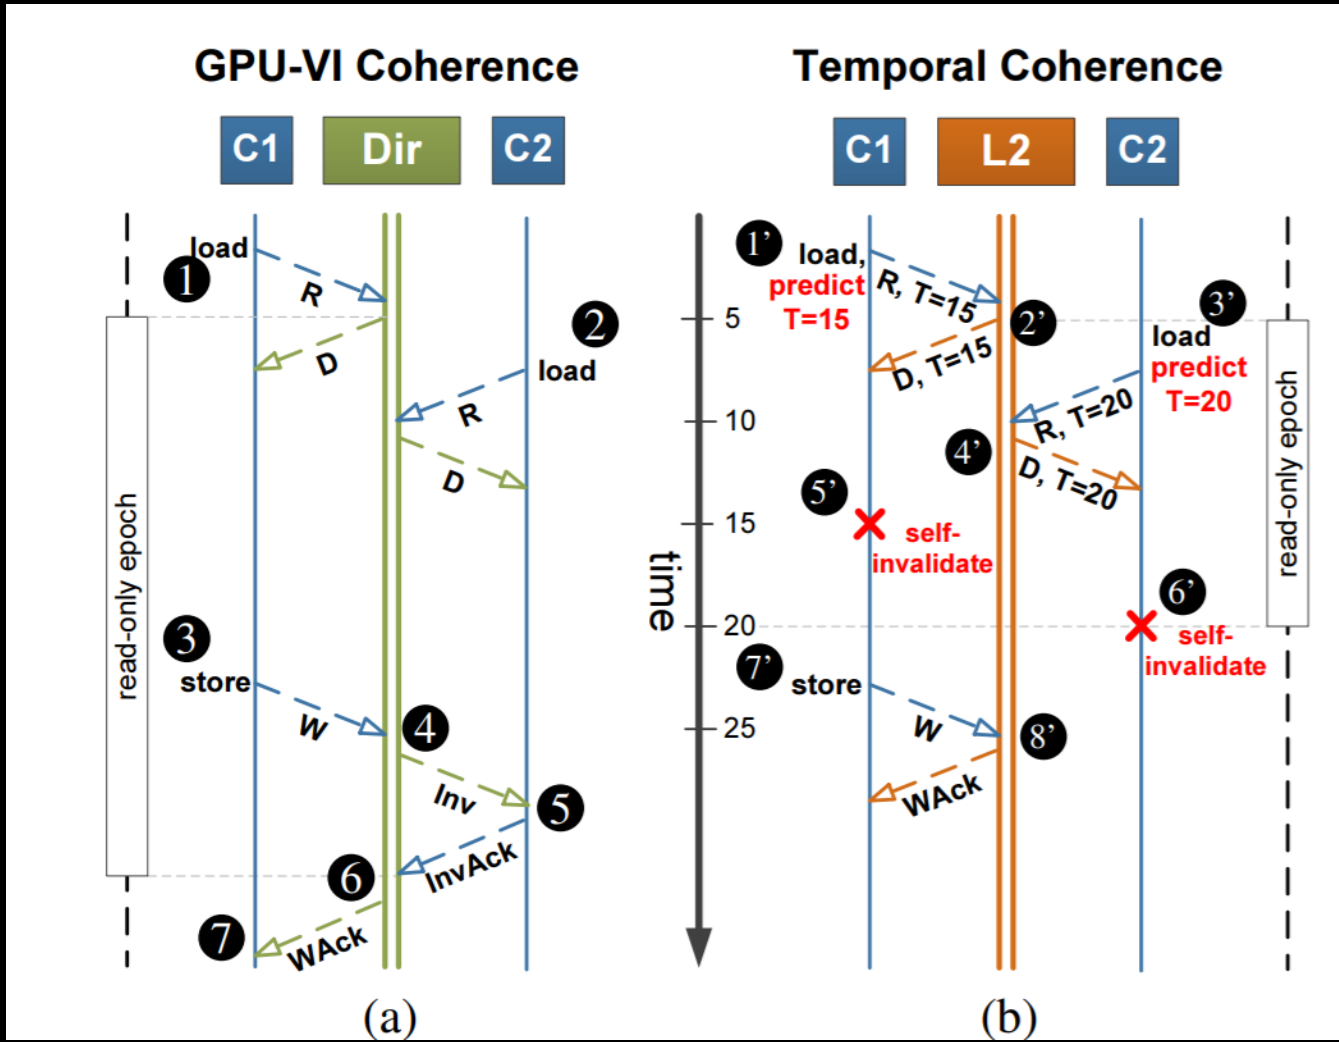 GPU-VI Coherence
C1
Dir
C2
load
1
R
D
2
load
R
D
read-only epoch
3
store
W
4
Inv
5
InvAck
6
WAck
7
(a)
time
5
10
15
20
25
Temporal Coherence
C1
L2
C2
1’
load,
predict
T=15
R, T=15
2’
D, T=15
3’
load
predict
T=20
R, T=20
4’
D, T=20
5’
self-
invalidate
6’
self-
invalidate
read-only epoch
7’
store
W
8’
WAck
(b)